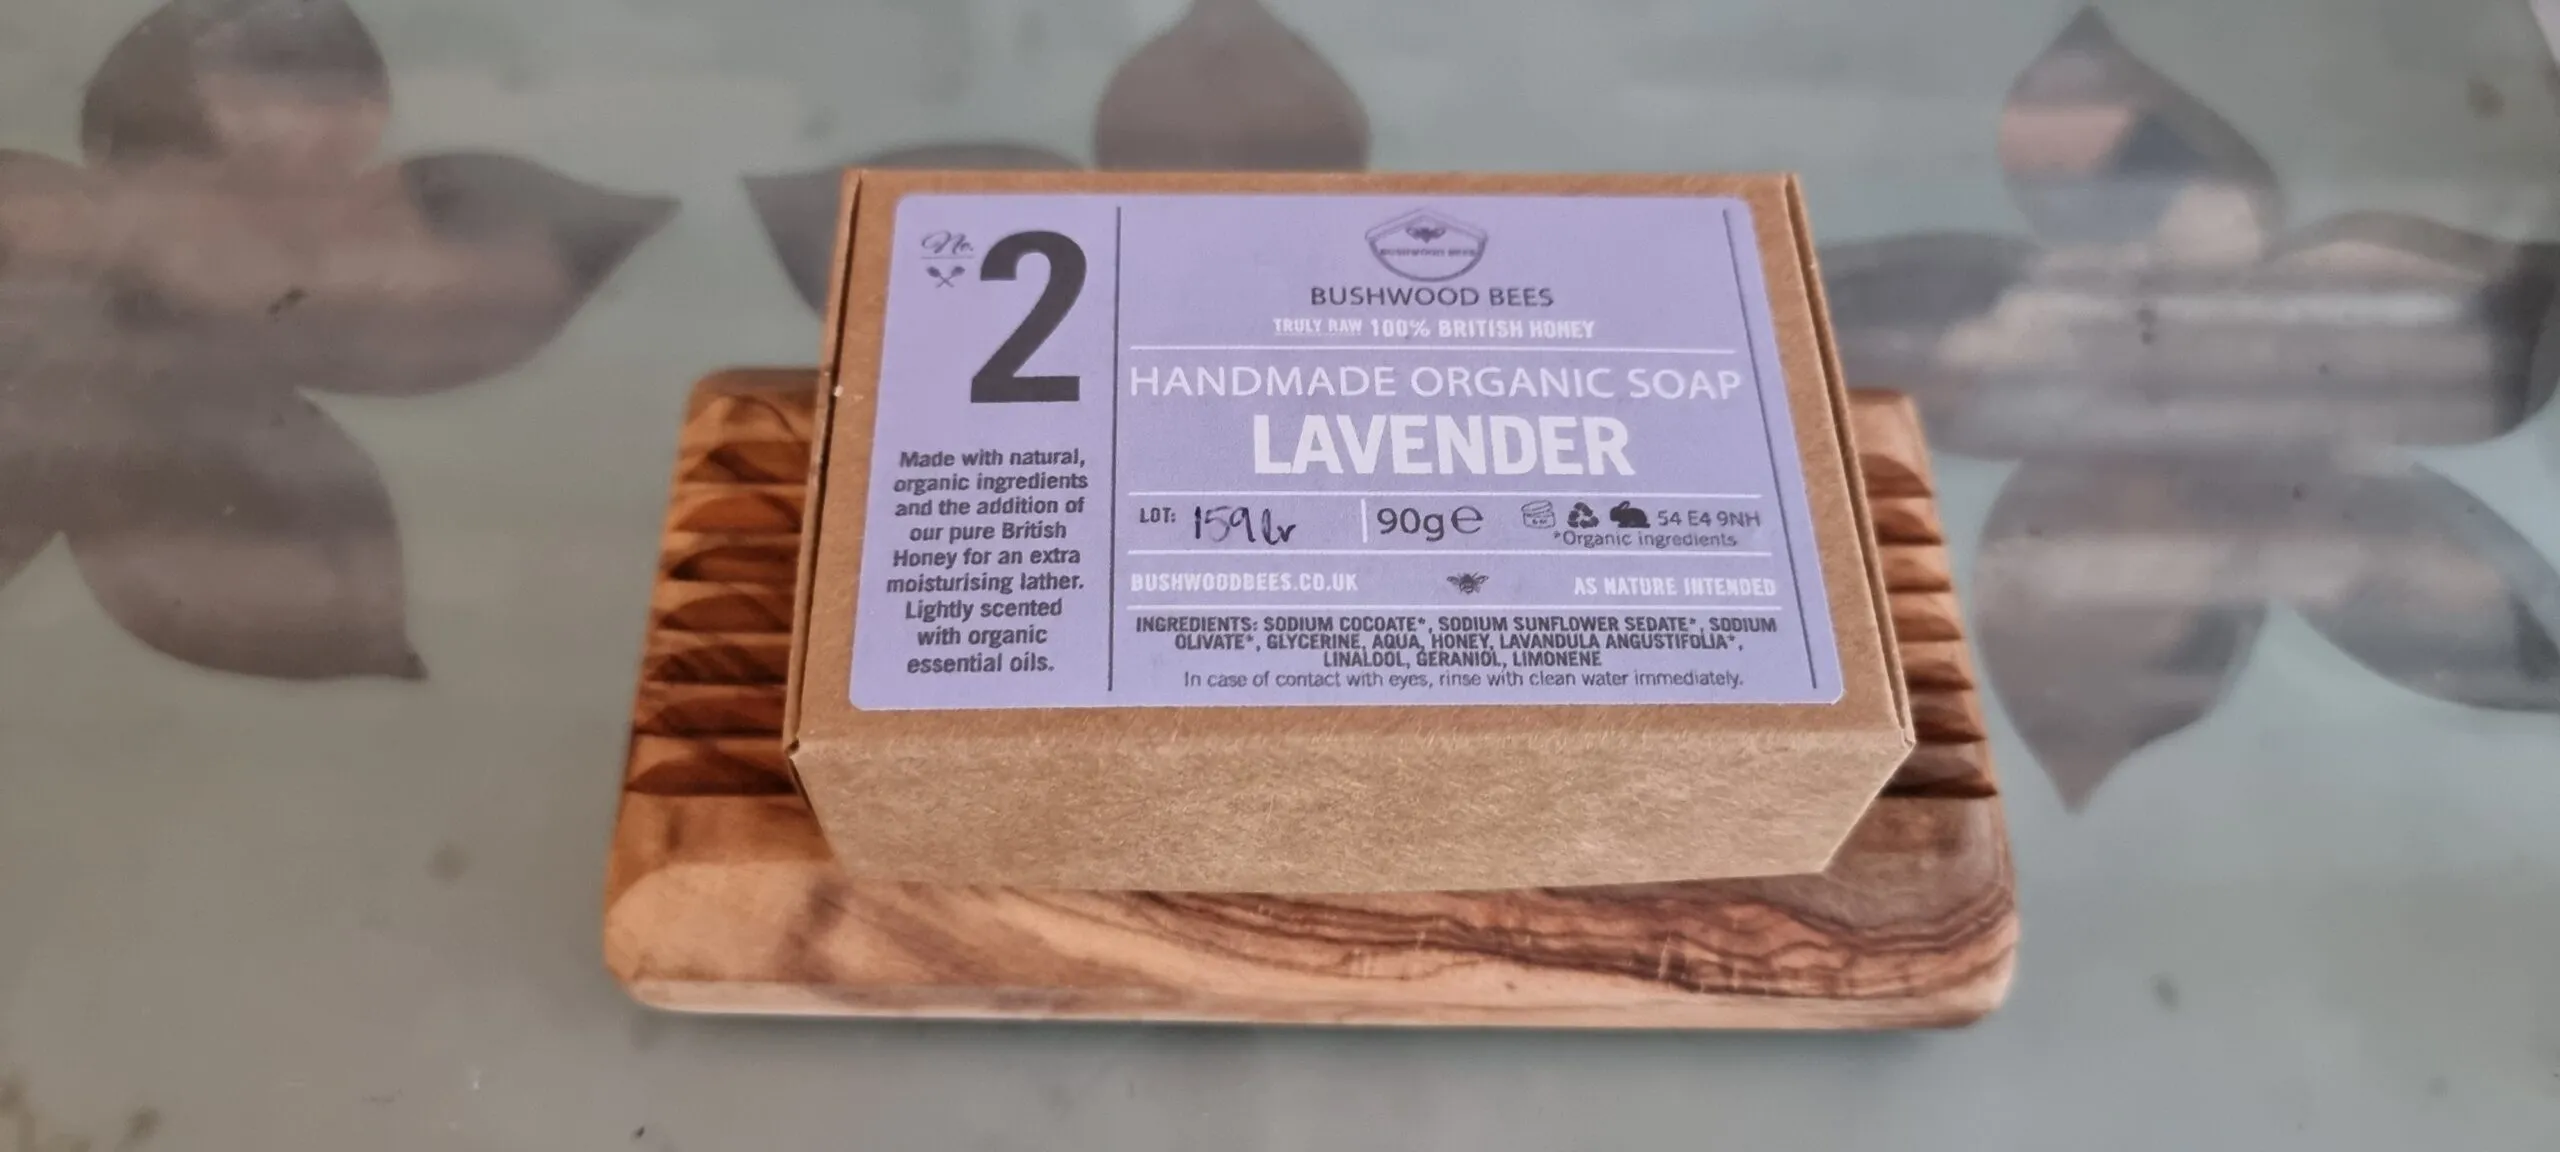 No.
2
Made with natural,
organic ingredients
and the addition of
our pure British
Honey for an extra
moisturising lather.
Lightly scented
with organic
essential oils.
BUSHWOOD BEES
BUSHWOOD BEES
TRULY RAW 100% BRITISH HONEY
HANDMADE ORGANIC SOAP
LAVENDER
LOT: 159 lr
90g℮
54 E4 9NH
*Organic ingredients
BUSHWOODBEES.CO.UK
AS NATURE INTENDED
INGREDIENTS: SODIUM COCOATE*, SODIUM SUNFLOWER SEDATE*, SODIUM
OLIVATE*, GLYCERINE, AQUA, HONEY, LAVANDULA ANGUSTIFOLIA*,
LINALOOL, GERANIOL, LIMONENE
In case of contact with eyes, rinse with clean water immediately.